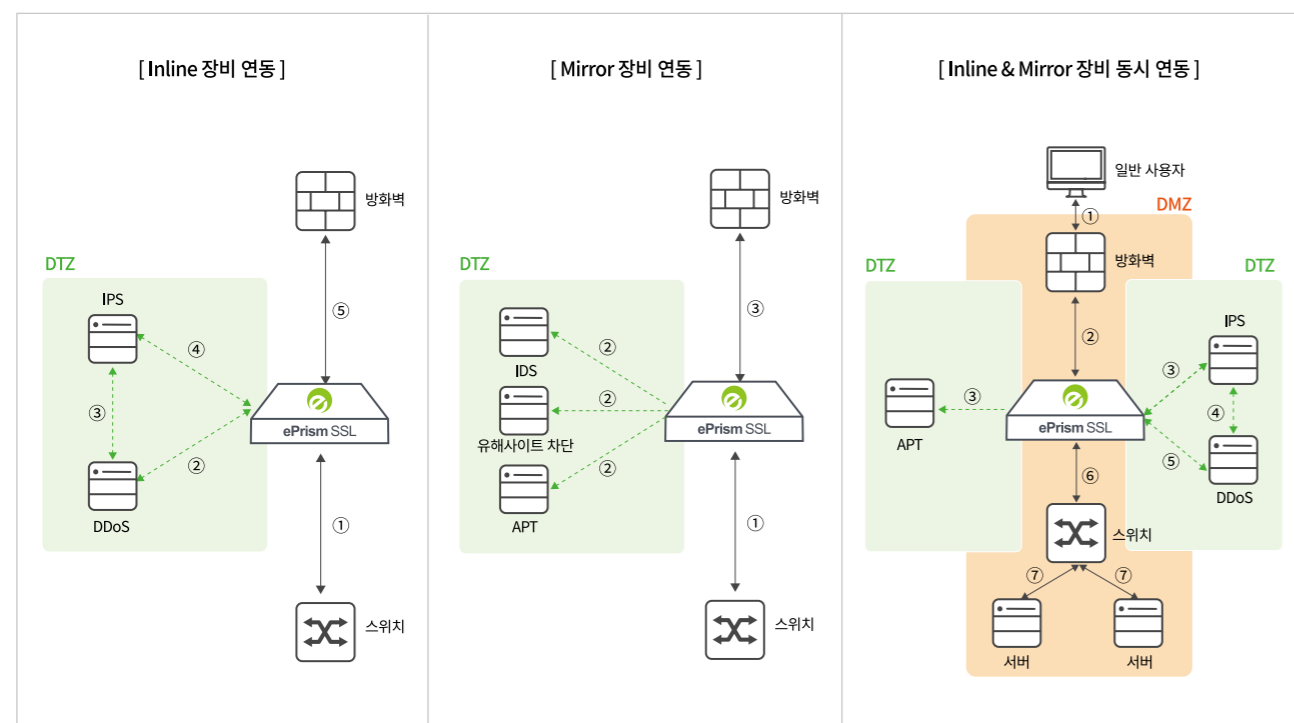 [ Inline 장비 연동 ]
방화벽
DTZ
IPS
⑤
④
③
ePrism SSL
②
DDoS
①
스위치
[ Mirror 장비 연동 ]
방화벽
DTZ
③
②
IDS
②
유해사이트 차단
ePrism SSL
②
APT
①
스위치
[ Inline & Mirror 장비 동시 연동 ]
일반 사용자
DMZ
①
방화벽
DTZ
DTZ
IPS
②
③
③
④
APT
ePrism SSL
⑤
⑥
DDoS
스위치
⑦
⑦
서버
서버